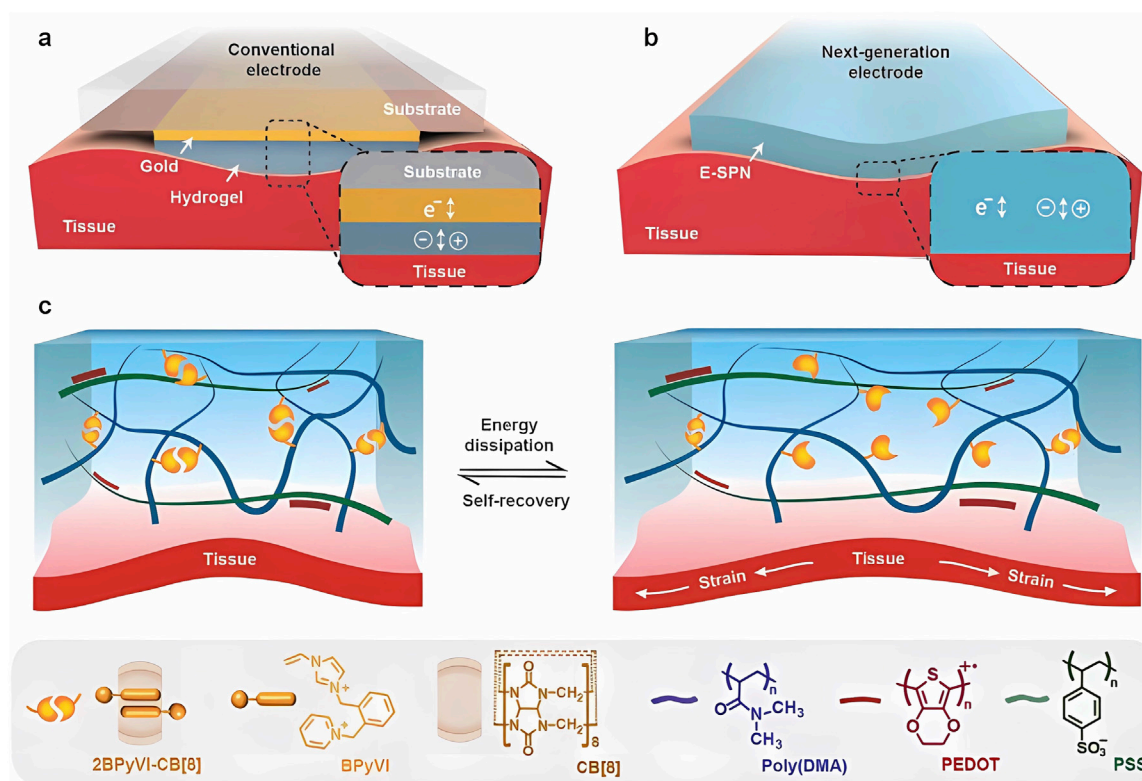 a
Conventional
electrode
Substrate
Gold
Hydrogel
Tissue
Substrate
e⁻
⊖ ⊕
Tissue
b
Next-generation
electrode
E-SPN
Tissue
e⁻ ⊖ ⊕
Tissue
c
Tissue
Energy
dissipation
Self-recovery
Strain Tissue Strain
2BPyVI-CB[8]
N
N
+
N
+
BPyVI
O
N N CH₂
N N CH₂
O
8
CB[8]
n
O N CH₃
CH₃
Poly(DMA)
S +•
n
O O
PEDOT
n
SO₃⁻
PSS